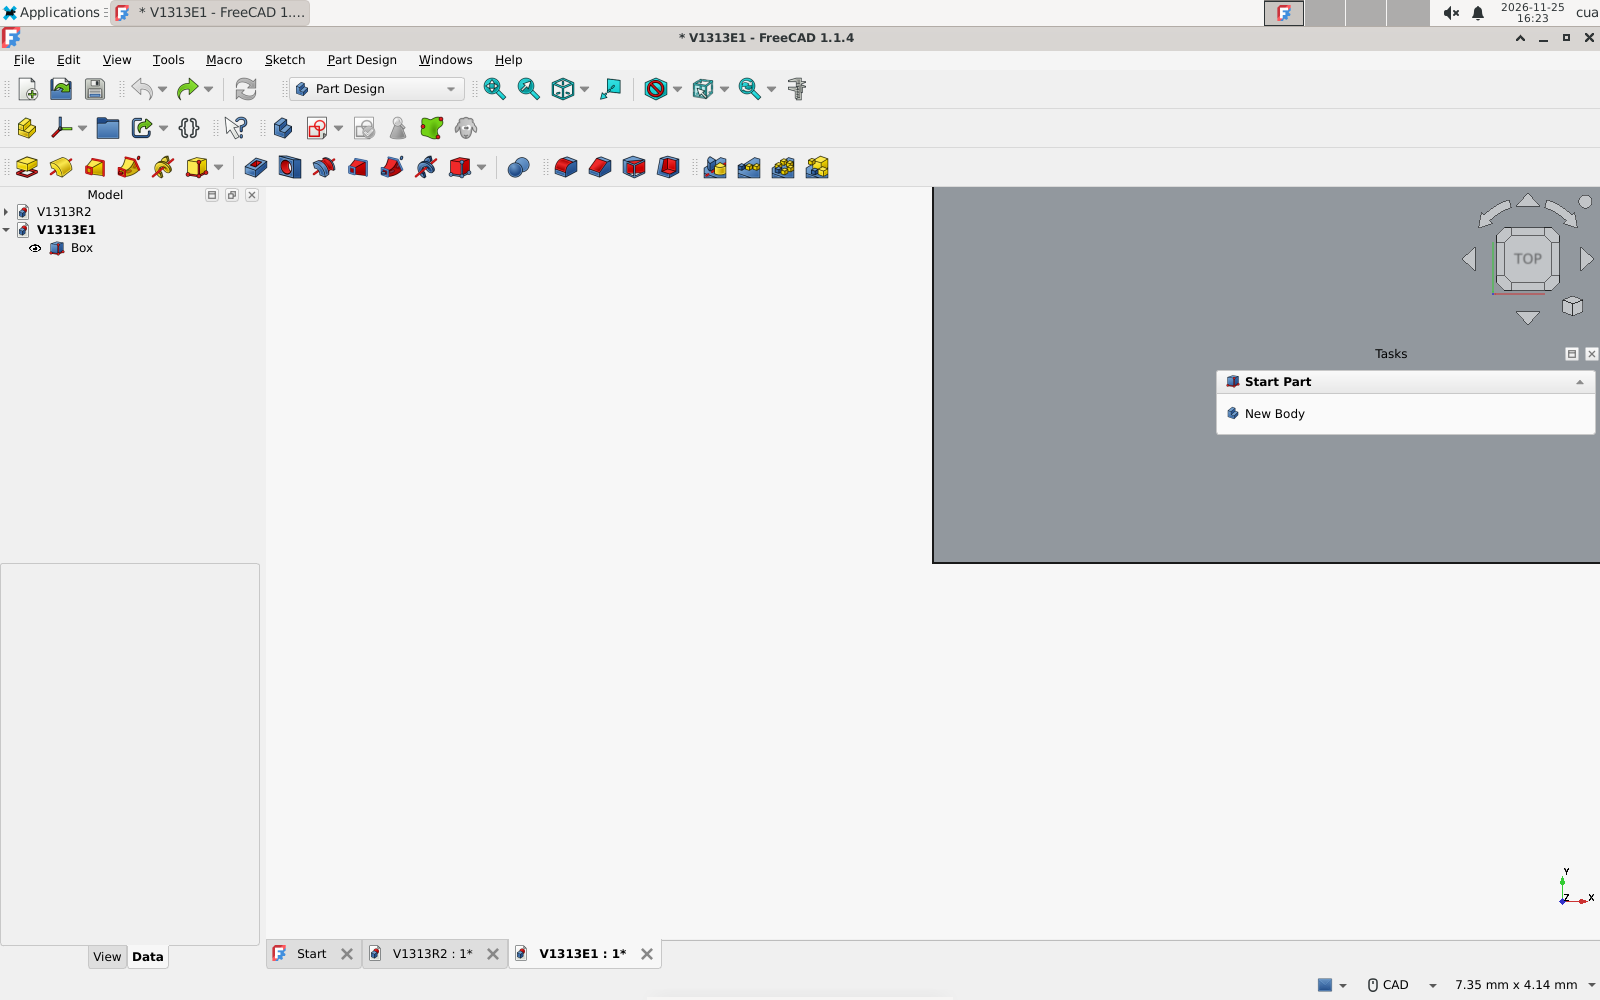 Applications
* V1313E1 - FreeCAD 1....
2026-11-25
16:23
cua
* V1313E1 - FreeCAD 1.1.4
File Edit View Tools Macro Sketch Part Design Windows Help
Part Design
Model
V1313R2
V1313E1
Box
TOP
Tasks
Start Part
New Body
Y
Z
X
View Data
Start
V1313R2 : 1*
V1313E1 : 1*
CAD
7.35 mm x 4.14 mm